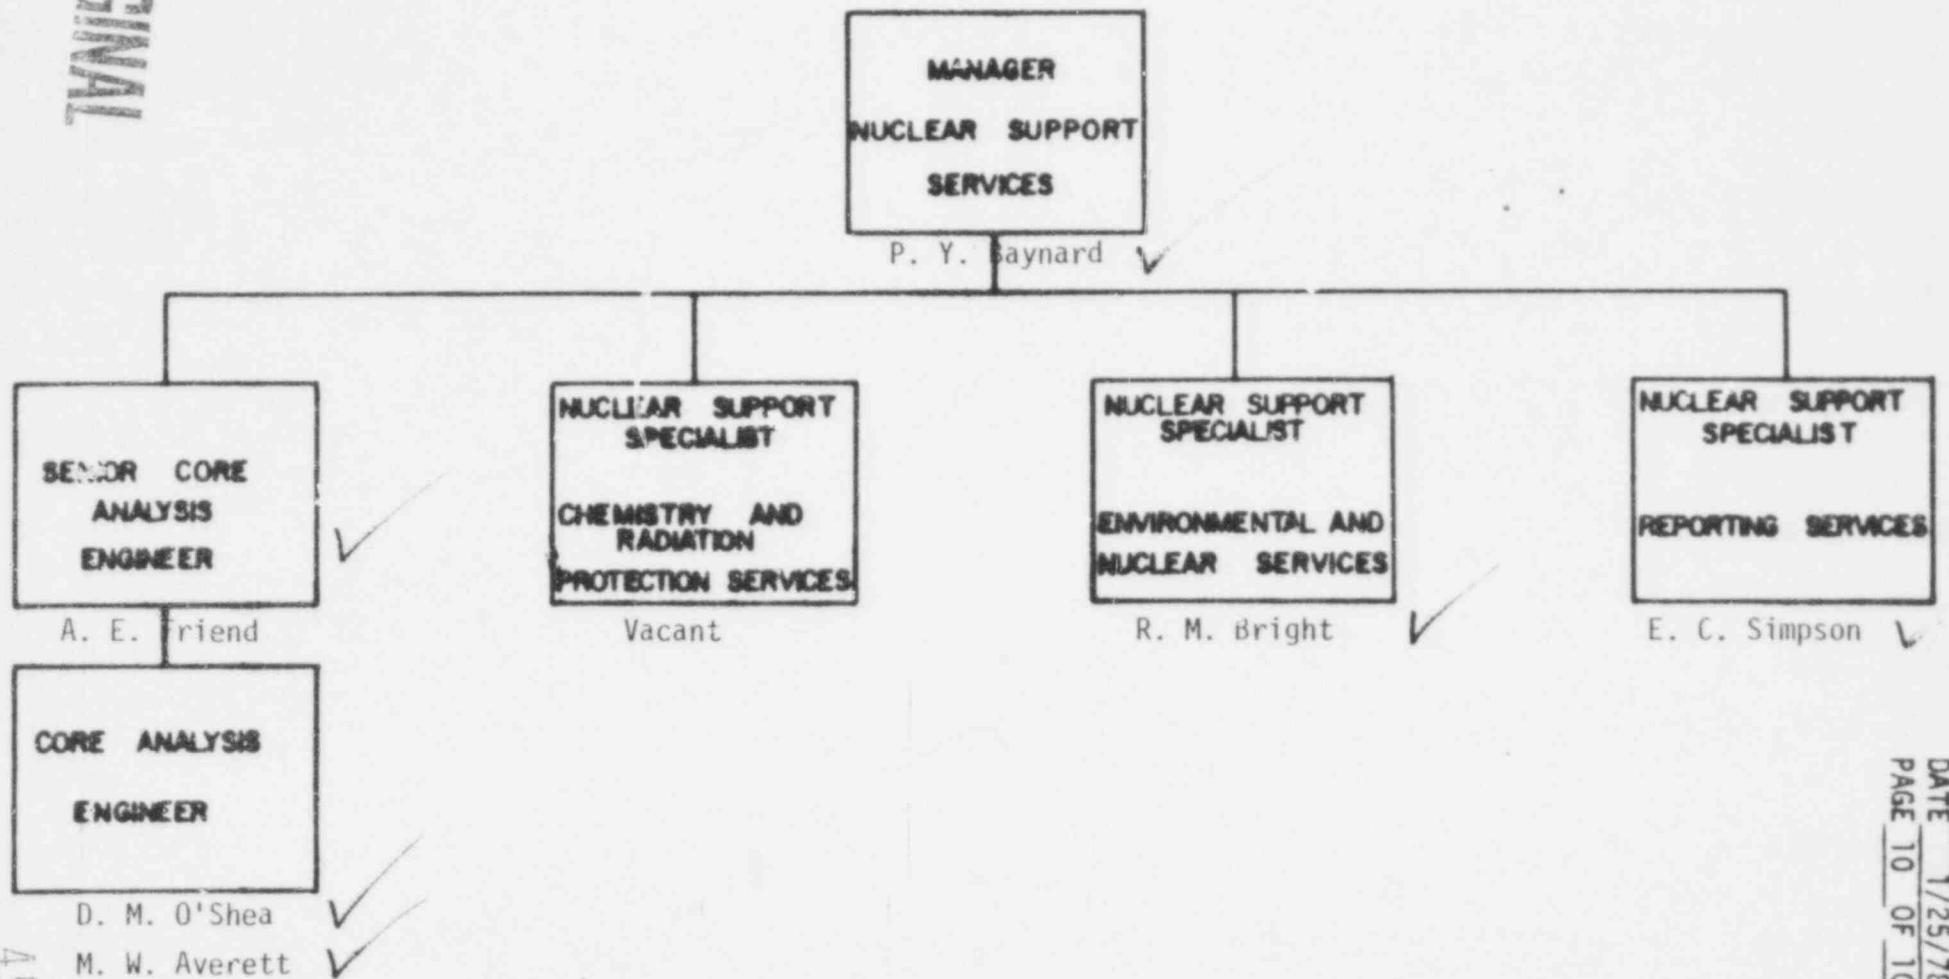 MANAGER
NUCLEAR SUPPORT
SERVICES
P. Y. Baynard
SENIOR CORE
ANALYSIS
ENGINEER
A. E. Friend
NUCLEAR SUPPORT
SPECIALIST
CHEMISTRY AND
RADIATION
PROTECTION SERVICES
Vacant
NUCLEAR SUPPORT
SPECIALIST
ENVIRONMENTAL AND
NUCLEAR SERVICES
R. M. Bright
NUCLEAR SUPPORT
SPECIALIST
REPORTING SERVICES
E. C. Simpson
CORE ANALYSIS
ENGINEER
D. M. O'Shea
M. W. Averett
DATE
PAGE 10 OF